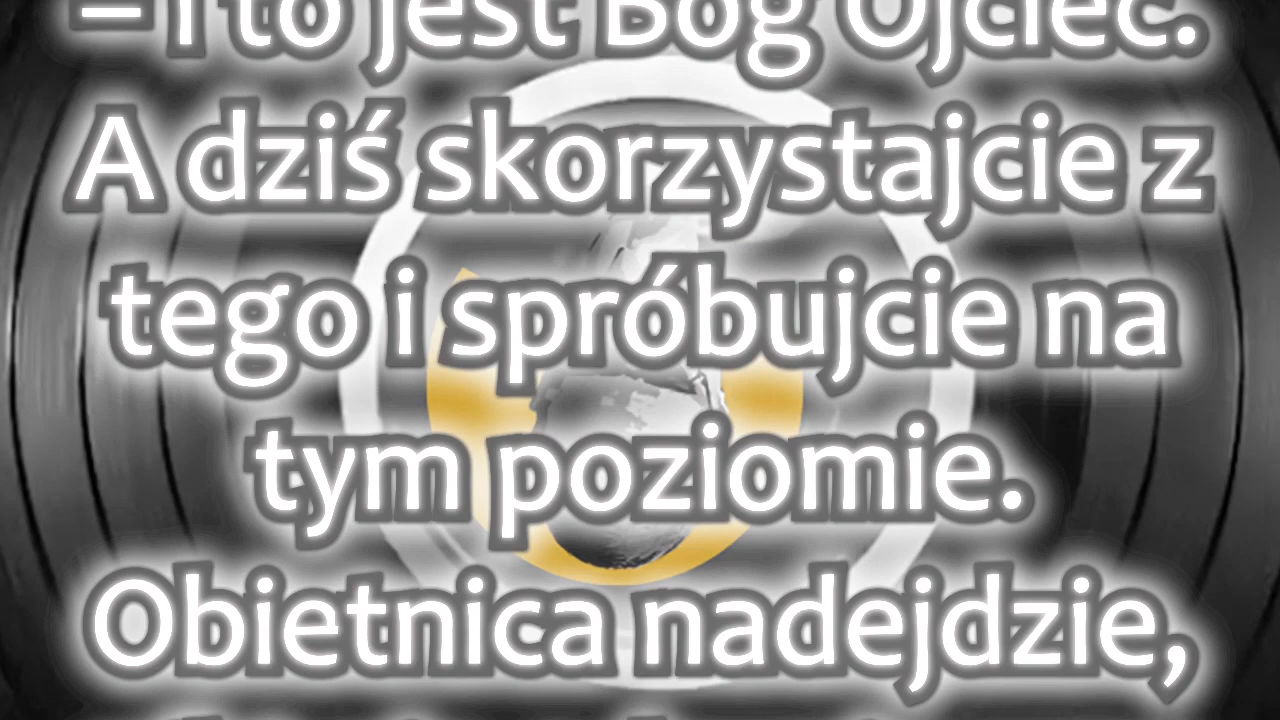 – i to jest Bóg Ojciec.
A dziś skorzystajcie z
tego i spróbujcie na
tym poziomie.
Obietnica nadejdzie,